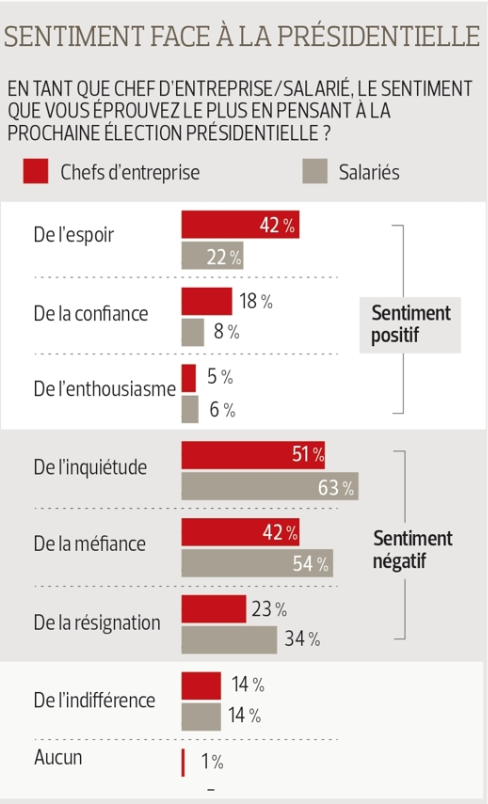 SENTIMENT FACE À LA PRÉSIDENTIELLE
EN TANT QUE CHEF D'ENTREPRISE/SALARIÉ, LE SENTIMENT
QUE VOUS ÉPROUVEZ LE PLUS EN PENSANT À LA
PROCHAINE ÉLECTION PRÉSIDENTIELLE ?
Chefs d'entreprise
Salariés
De l'espoir
42 %
22 %
De la confiance
18 %
8 %
De l'enthousiasme
5 %
6 %
Sentiment
positif
De l'inquiétude
51 %
63 %
De la méfiance
42 %
54 %
De la résignation
23 %
34 %
Sentiment
négatif
De l'indifférence
14 %
14 %
Aucun
1 %
–